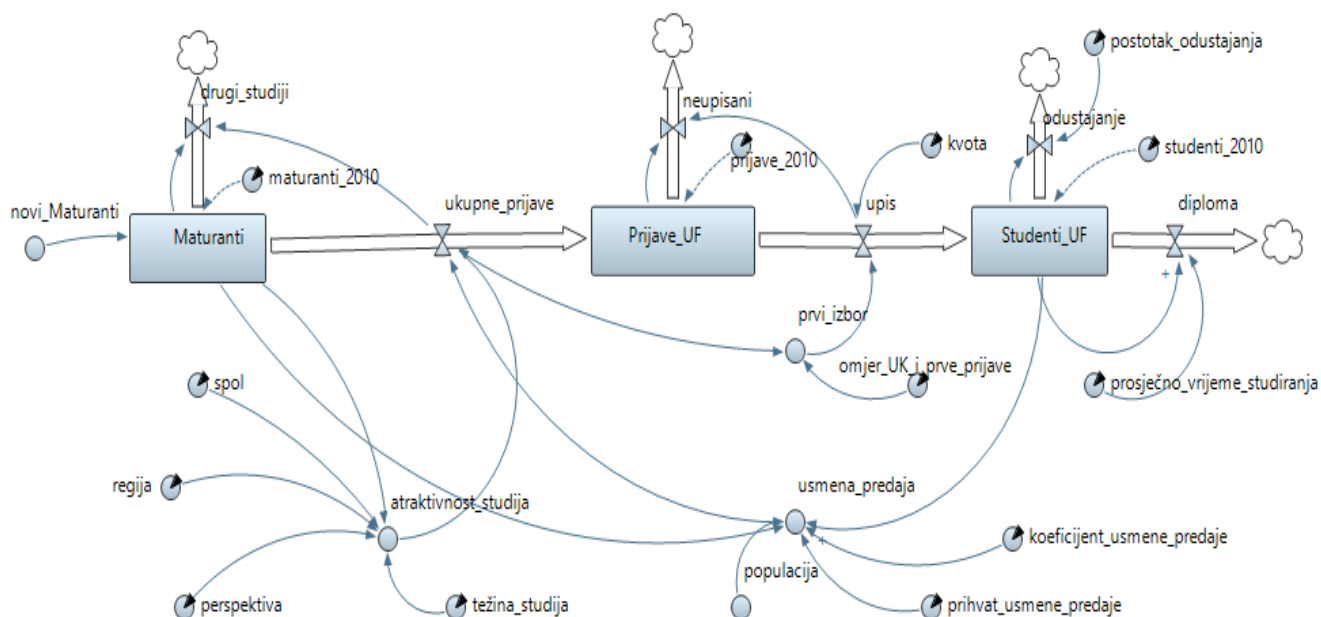 postotak_odustajanja
drugi_studiji
neupisani
odustajanje
kvota
studenti_2010
prijave_2010
maturanti_2010
ukupne_prijave
upis
diploma
novi_Maturanti
Maturanti
Prijave_UF
Studenti_UF
prvi_izbor
omjer_UK_i_prve_prijave
spol
prosječno_vrijeme_studiranja
+
regija
atraktivnost_studija
usmena_predaja
+
koeficijent_usmene_predaje
populacija
perspektiva
težina_studija
prihvat_usmene_predaje